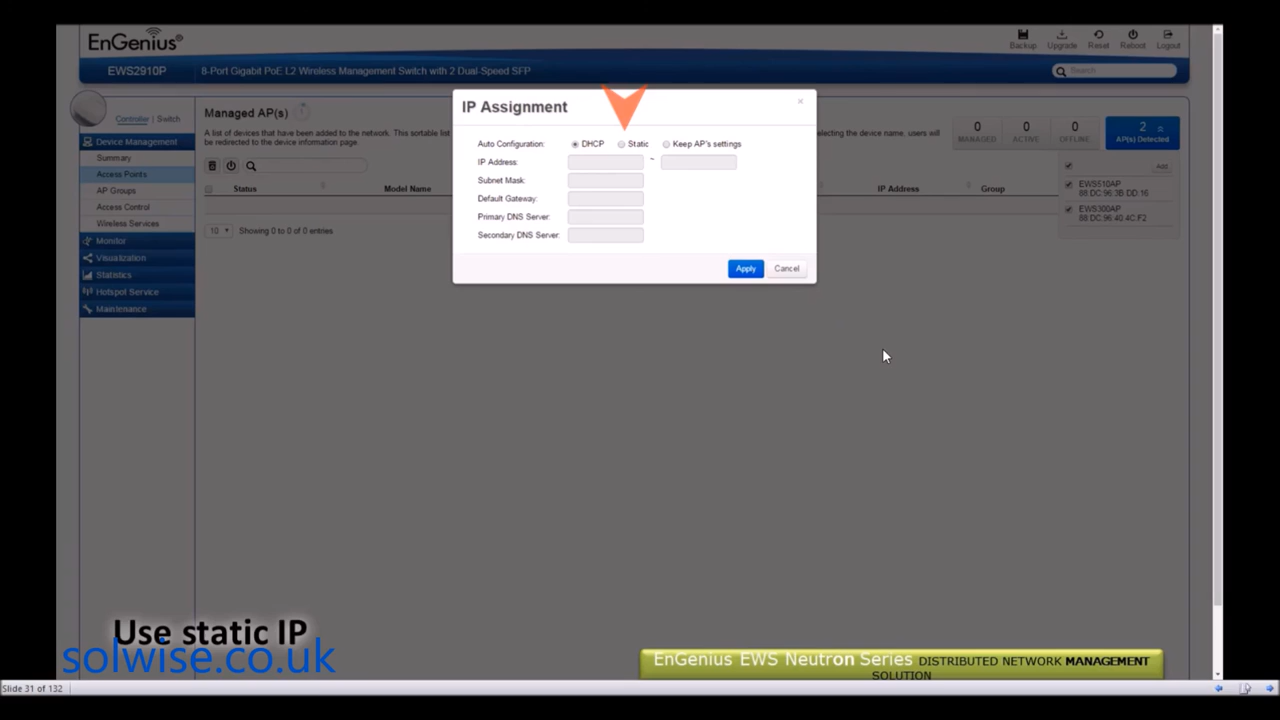 EnGenius®
Backup Upgrade Reset Reboot Logout
EWS2910P 8-Port Gigabit PoE L2 Wireless Management Switch with 2 Dual-Speed SFP
Search
Controller | Switch
Device Management
Summary
Access Points
AP Groups
Access Control
Wireless Services
Monitor
Visualization
Statistics
Hotspot Service
Maintenance
Managed AP(s)
A list of devices that have been added to the network. This sortable list
selecting the device name, users will
be redirected to the device information page.
0 MANAGED
0 ACTIVE
0 OFFLINE
2 AP(s) Detected
Add
EWS510AP
88:DC:96:3B:DD:16
EWS300AP
88:DC:96:40:4C:F2
Status Model Name IP Address Group
10 Showing 0 to 0 of 0 entries
IP Assignment ×
Auto Configuration: DHCP Static Keep AP's settings
IP Address: ~
Subnet Mask:
Default Gateway:
Primary DNS Server:
Secondary DNS Server:
Apply Cancel
Use static IP
solwise.co.uk
EnGenius EWS Neutron Series DISTRIBUTED NETWORK MANAGEMENT
SOLUTION
Slide 31 of 132